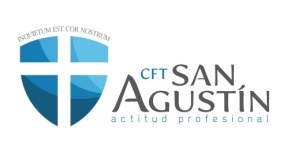 INQUIETUM EST COR NOSTRUM
CFT SAN
AGUSTÍN
actitud profesional